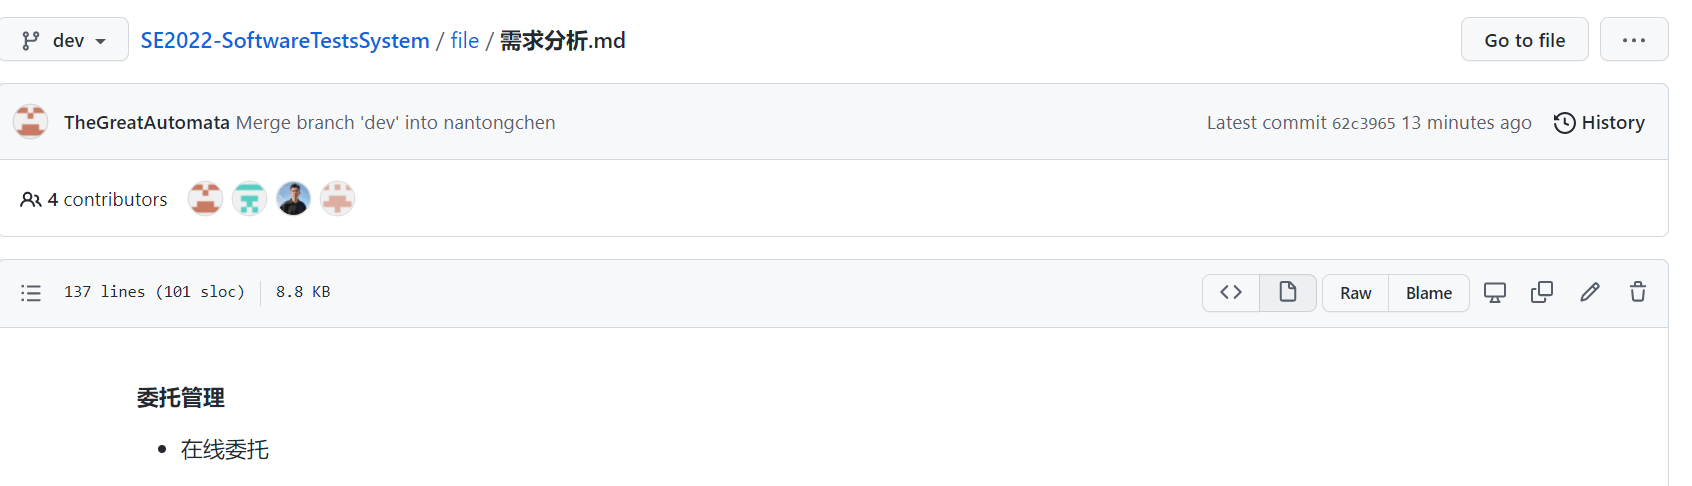 dev SE2022-SoftwareTestsSystem / file / 需求分析.md Go to file ...
TheGreatAutomata Merge branch 'dev' into nantongchen Latest commit 62c3965 13 minutes ago History
4 contributors
137 lines (101 sloc) 8.8 KB Raw Blame
委托管理
• 在线委托